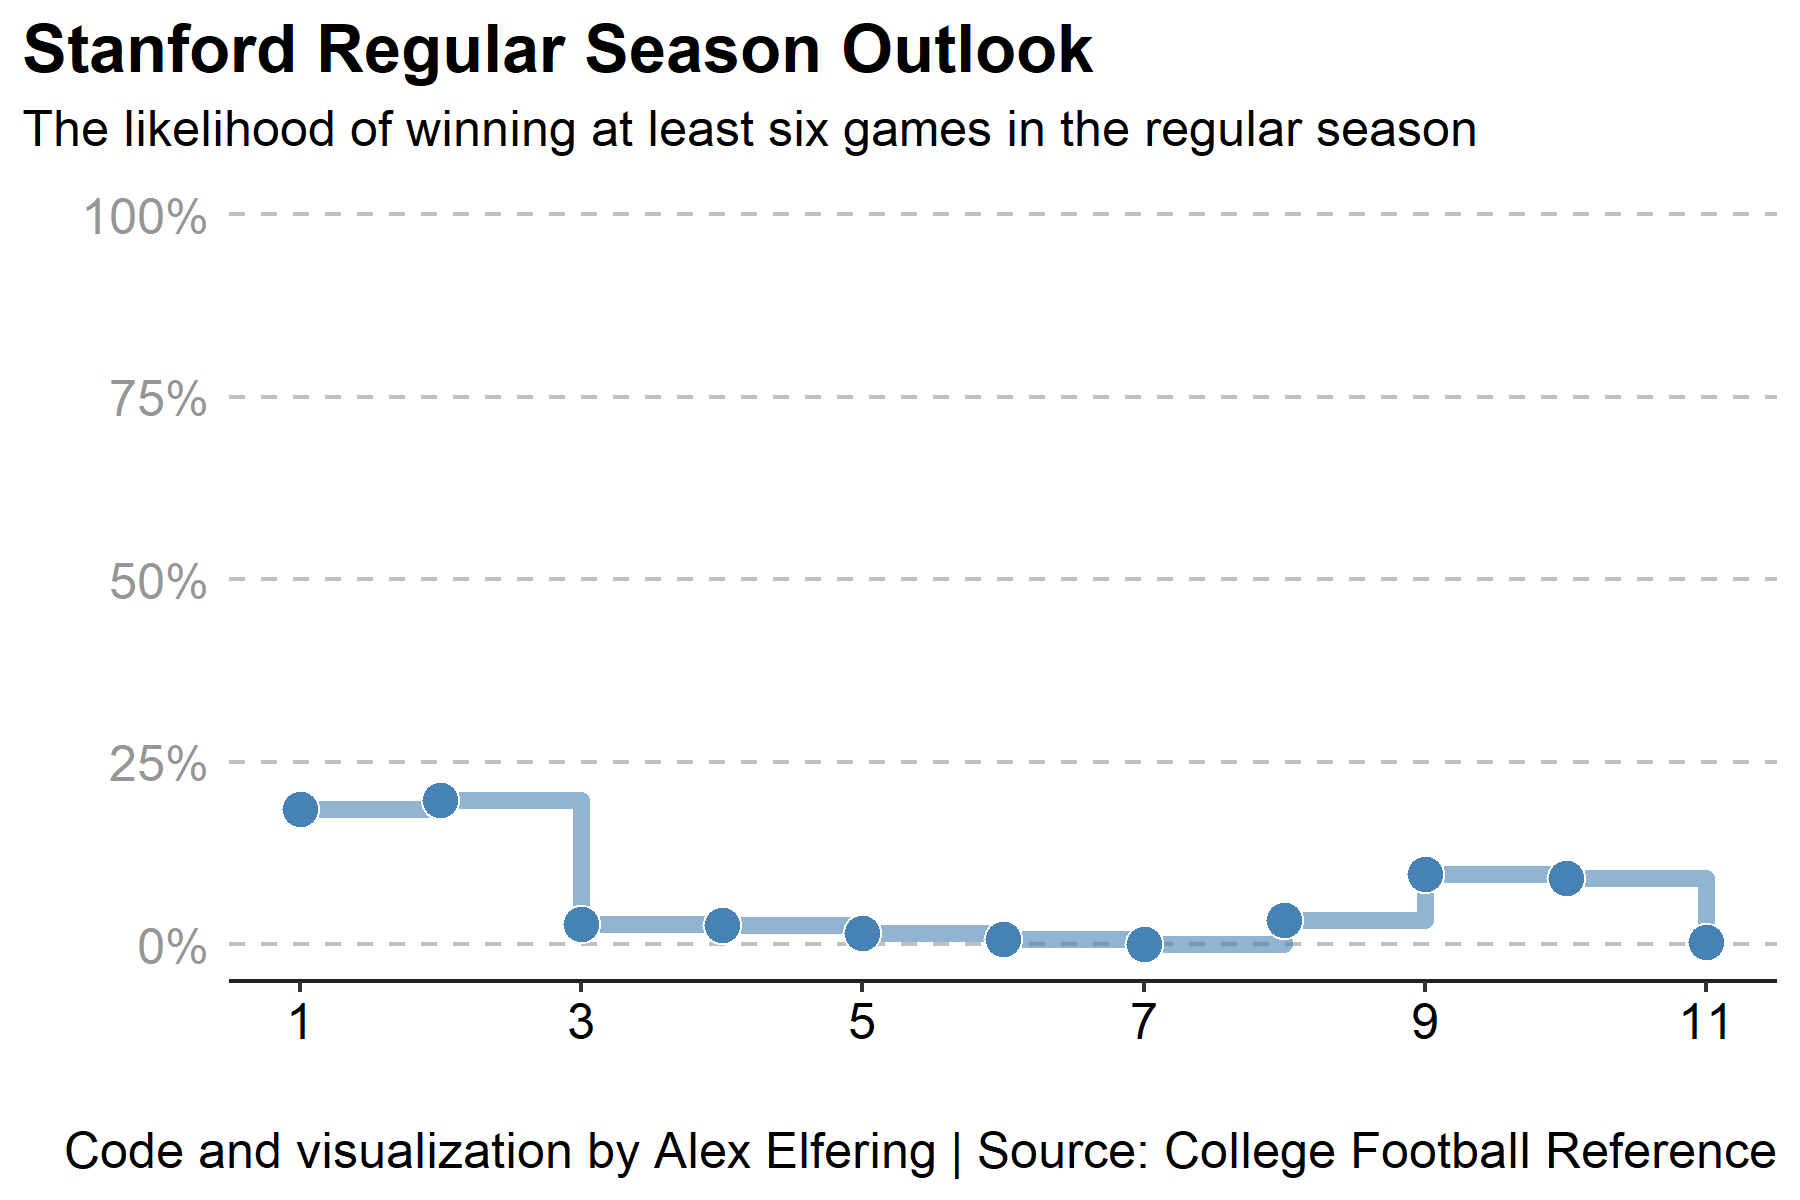 Stanford Regular Season Outlook
The likelihood of winning at least six games in the regular season
100%
75%
50%
25%
0%
1 3 5 7 9 11
Code and visualization by Alex Elfering | Source: College Football Reference